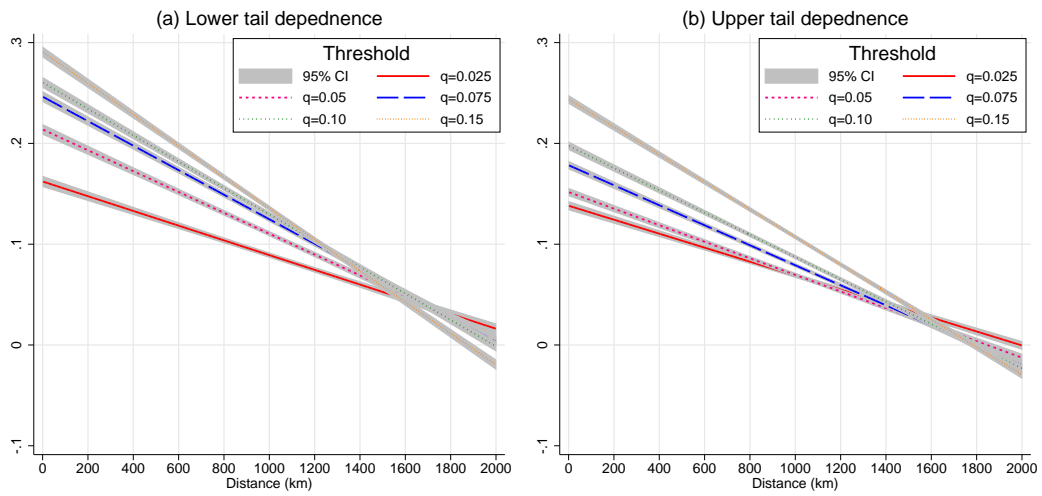 (a) Lower tail depednence
.3
.2
.1
0
-.1
Threshold
95% CI
q=0.025
q=0.05
q=0.075
q=0.10
q=0.15
0 200 400 600 800 1000 1200 1400 1600 1800 2000
Distance (km)
(b) Upper tail depednence
.3
.2
.1
0
-.1
Threshold
95% CI
q=0.025
q=0.05
q=0.075
q=0.10
q=0.15
0 200 400 600 800 1000 1200 1400 1600 1800 2000
Distance (km)